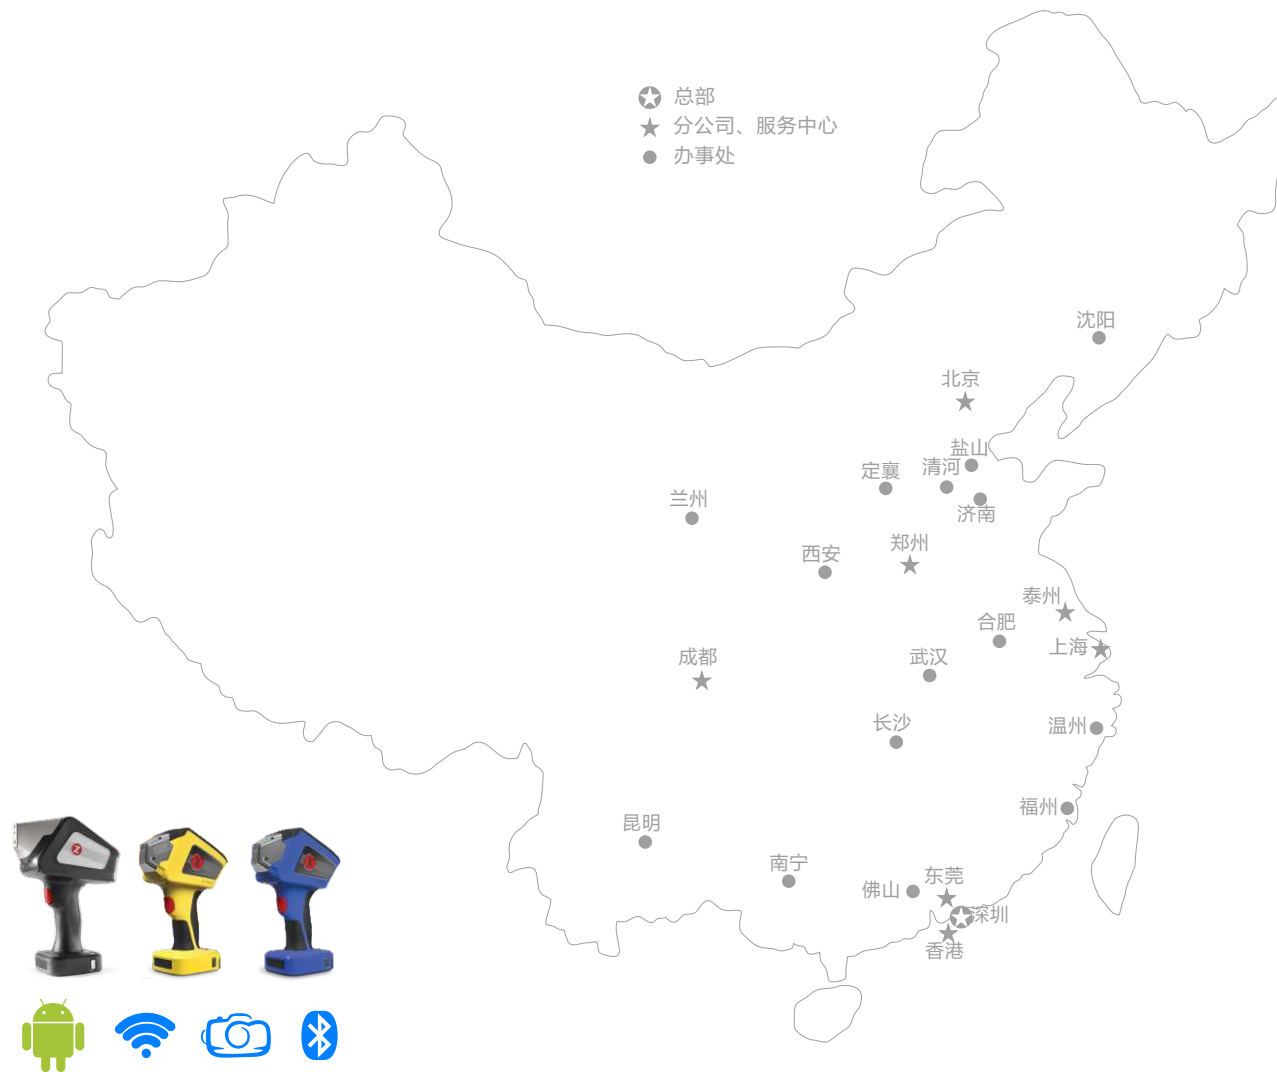 总部
分公司、服务中心
办事处
沈阳
北京
盐山
清河
定襄
济南
兰州
郑州
西安
泰州
合肥
上海
武汉
成都
长沙
温州
福州
昆明
南宁
东莞
佛山
深圳
香港